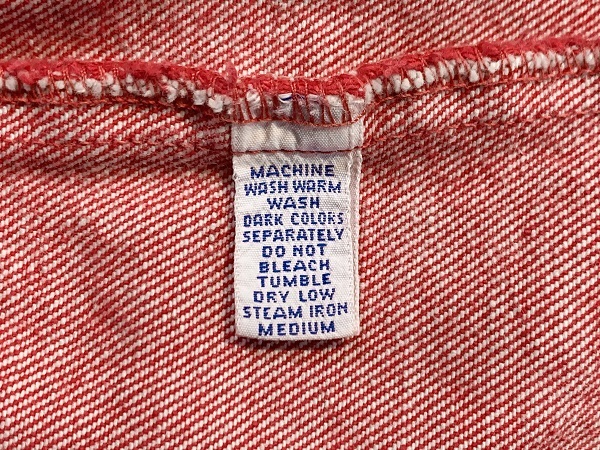 MACHINE
WASH WARM
WASH
DARK COLORS
SEPARATELY
DO NOT
BLEACH
TUMBLE
DRY LOW
STEAM IRON
MEDIUM